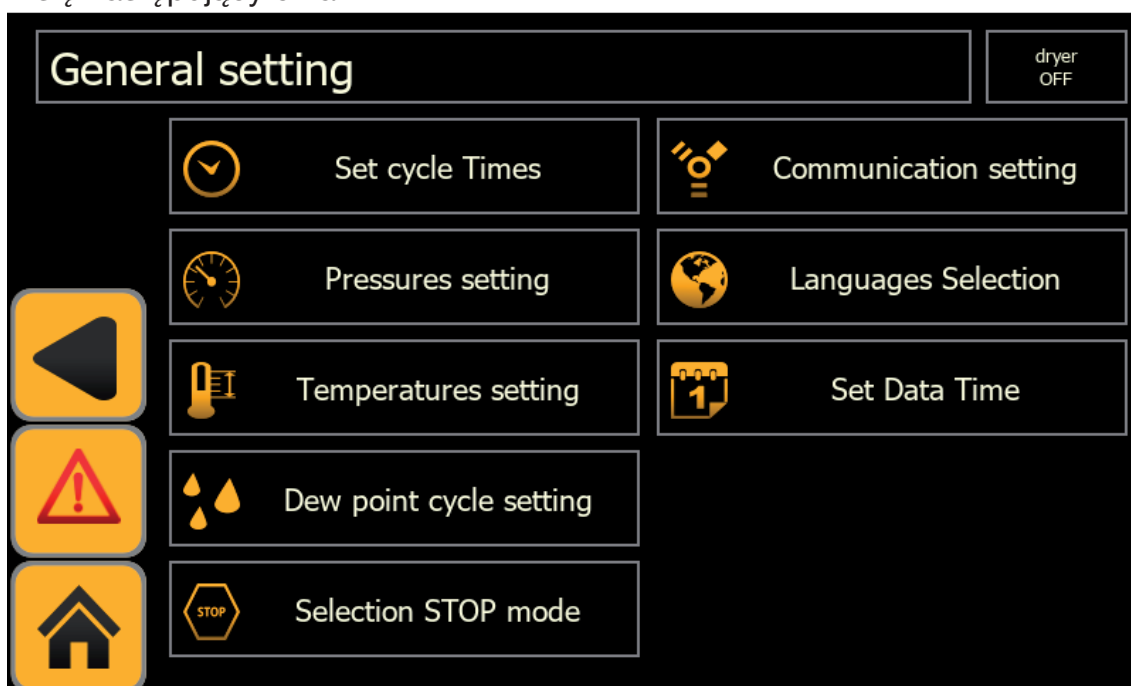 General setting
dryer
OFF
Set cycle Times
Communication setting
Pressures setting
Languages Selection
Temperatures setting
1
Set Data Time
Dew point cycle setting
STOP
Selection STOP mode